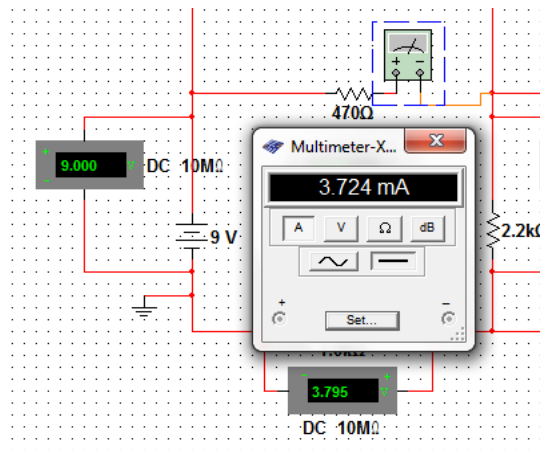 + −
470Ω
Multimeter-X... X
+
9.000 V
−
DC 10MΩ
3.724 mA
A V Ω dB
9 V
2.2k
+ −
Set...
− +
3.795 V
DC 10MΩ